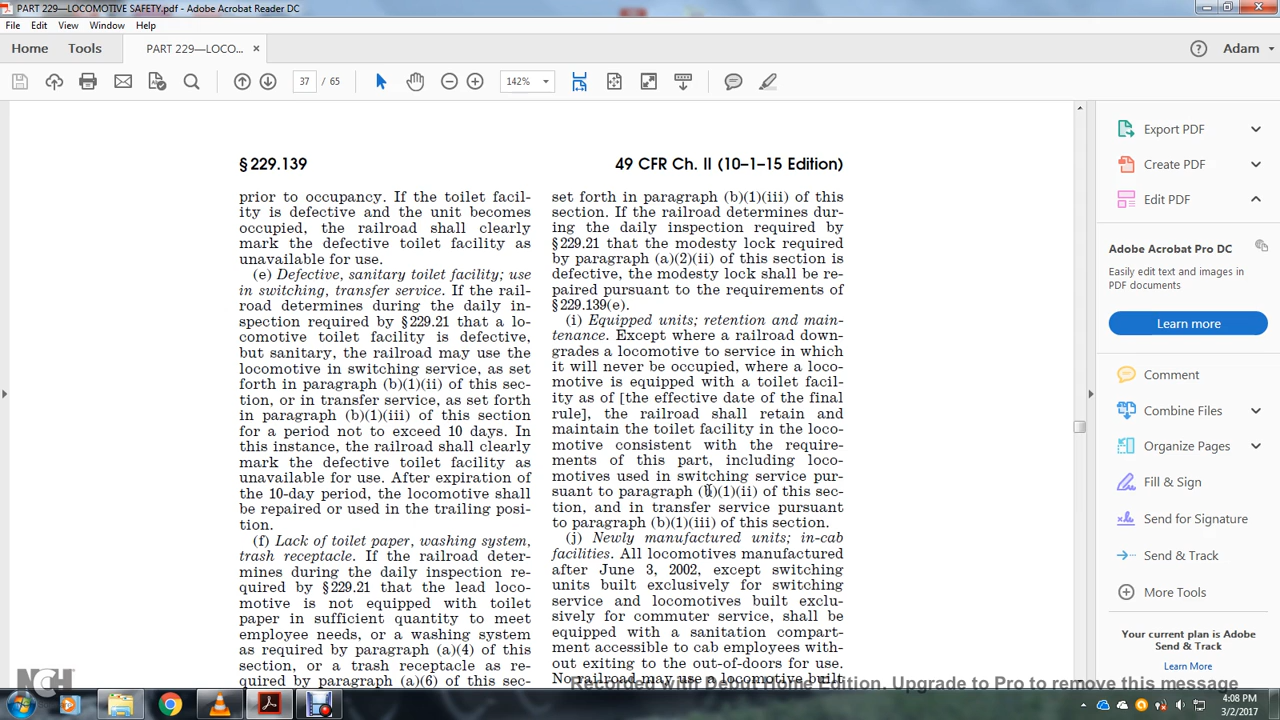 PART 229—LOCOMOTIVE SAFETY.pdf - Adobe Acrobat Reader DC
File Edit View Window Help
Home Tools PART 229—LOCO... × Adam
37 / 65 142%
§ 229.139 49 CFR Ch. II (10–1–15 Edition)
prior to occupancy. If the toilet facil-
ity is defective and the unit becomes
occupied, the railroad shall clearly
mark the defective toilet facility as
unavailable for use.
(e) Defective, sanitary toilet facility; use
in switching, transfer service. If the rail-
road determines during the daily in-
spection required by §229.21 that a lo-
comotive toilet facility is defective,
but sanitary, the railroad may use the
locomotive in switching service, as set
forth in paragraph (b)(1)(ii) of this sec-
tion, or in transfer service, as set forth
in paragraph (b)(1)(iii) of this section
for a period not to exceed 10 days. In
this instance, the railroad shall clearly
mark the defective toilet facility as
unavailable for use. After expiration of
the 10-day period, the locomotive shall
be repaired or used in the trailing posi-
tion.
(f) Lack of toilet paper, washing system,
trash receptacle. If the railroad deter-
mines during the daily inspection re-
quired by §229.21 that the lead loco-
motive is not equipped with toilet
paper in sufficient quantity to meet
employee needs, or a washing system
as required by paragraph (a)(4) of this
section, or a trash receptacle as re-
quired by paragraph (a)(6) of this sec-
set forth in paragraph (b)(1)(iii) of this
section. If the railroad determines dur-
ing the daily inspection required by
§229.21 that the modesty lock required
by paragraph (a)(2)(ii) of this section is
defective, the modesty lock shall be re-
paired pursuant to the requirements of
§229.139(e).
(i) Equipped units; retention and main-
tenance. Except where a railroad down-
grades a locomotive to service in which
it will never be occupied, where a loco-
motive is equipped with a toilet facil-
ity as of [the effective date of the final
rule], the railroad shall retain and
maintain the toilet facility in the loco-
motive consistent with the require-
ments of this part, including loco-
motives used in switching service pur-
suant to paragraph (b)(1)(ii) of this sec-
tion, and in transfer service pursuant
to paragraph (b)(1)(iii) of this section.
(j) Newly manufactured units; in-cab
facilities. All locomotives manufactured
after June 3, 2002, except switching
units built exclusively for switching
service and locomotives built exclu-
sively for commuter service, shall be
equipped with a sanitation compart-
ment accessible to cab employees with-
out exiting to the out-of-doors for use.
No railroad may use a locomotive built
Export PDF
Create PDF
Edit PDF
Adobe Acrobat Pro DC
Easily edit text and images in
PDF documents
Learn more
Comment
Combine Files
Organize Pages
Fill & Sign
Send for Signature
Send & Track
More Tools
Your current plan is Adobe
Send & Track
Learn More
NCH
Recorded with Debut Home Edition. Upgrade to Pro to remove this message
4:08 PM
3/2/2017